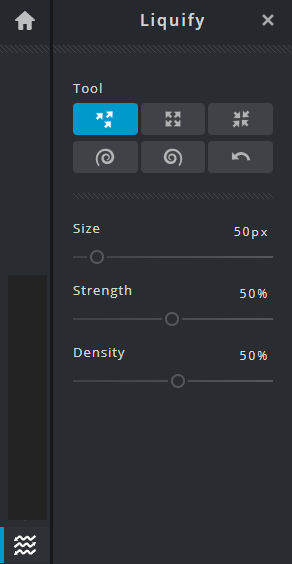 Liquify
Tool
Size 50px
Strength 50%
Density 50%